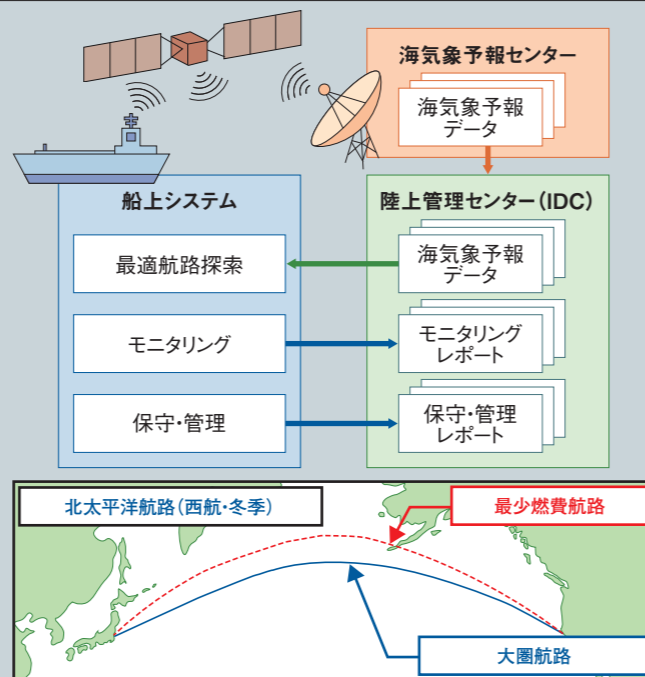 海気象予報センター
海気象予報
データ
船上システム
陸上管理センター(IDC)
最適航路探索
海気象予報
データ
モニタリング
モニタリング
レポート
保守・管理
保守・管理
レポート
北太平洋航路(西航・冬季)
最少燃費航路
大圏航路